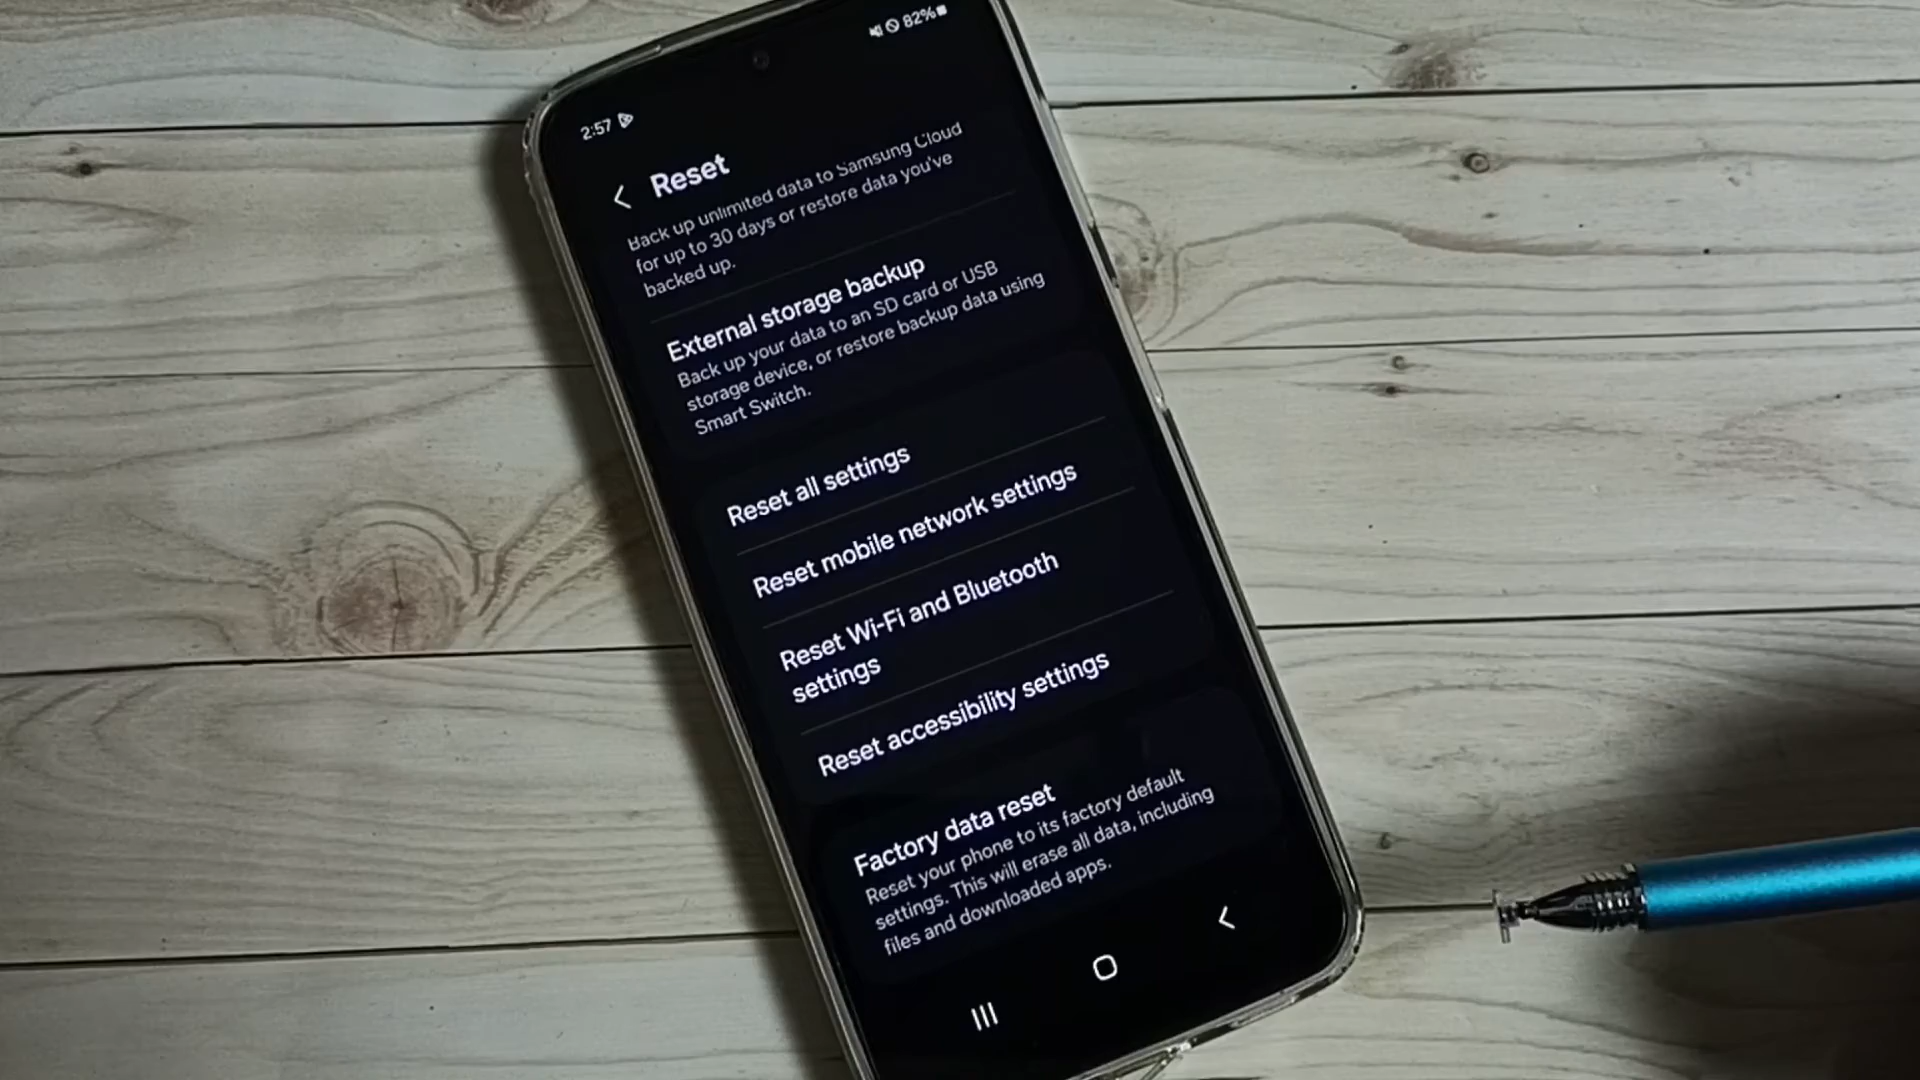 2:57
82%
Reset
Back up unlimited data to Samsung Cloud
for up to 30 days or restore data you've
backed up.
External storage backup
Back up your data to an SD card or USB
storage device, or restore backup data using
Smart Switch.
Reset all settings
Reset mobile network settings
Reset Wi-Fi and Bluetooth
settings
Reset accessibility settings
Factory data reset
Reset your phone to its factory default
settings. This will erase all data, including
files and downloaded apps.